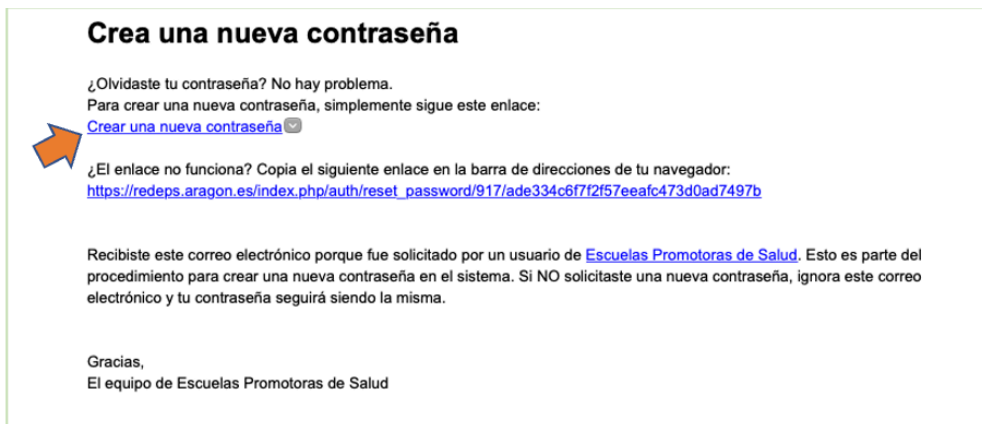 Crea una nueva contraseña
¿Olvidaste tu contraseña? No hay problema.
Para crear una nueva contraseña, simplemente sigue este enlace:
Crear una nueva contraseña
¿El enlace no funciona? Copia el siguiente enlace en la barra de direcciones de tu navegador:
https://redeps.aragon.es/index.php/auth/reset_password/917/ade334c6f7f2f57eeafc473d0ad7497b
Recibiste este correo electrónico porque fue solicitado por un usuario de Escuelas Promotoras de Salud. Esto es parte del
procedimiento para crear una nueva contraseña en el sistema. Si NO solicitaste una nueva contraseña, ignora este correo
electrónico y tu contraseña seguirá siendo la misma.
Gracias,
El equipo de Escuelas Promotoras de Salud